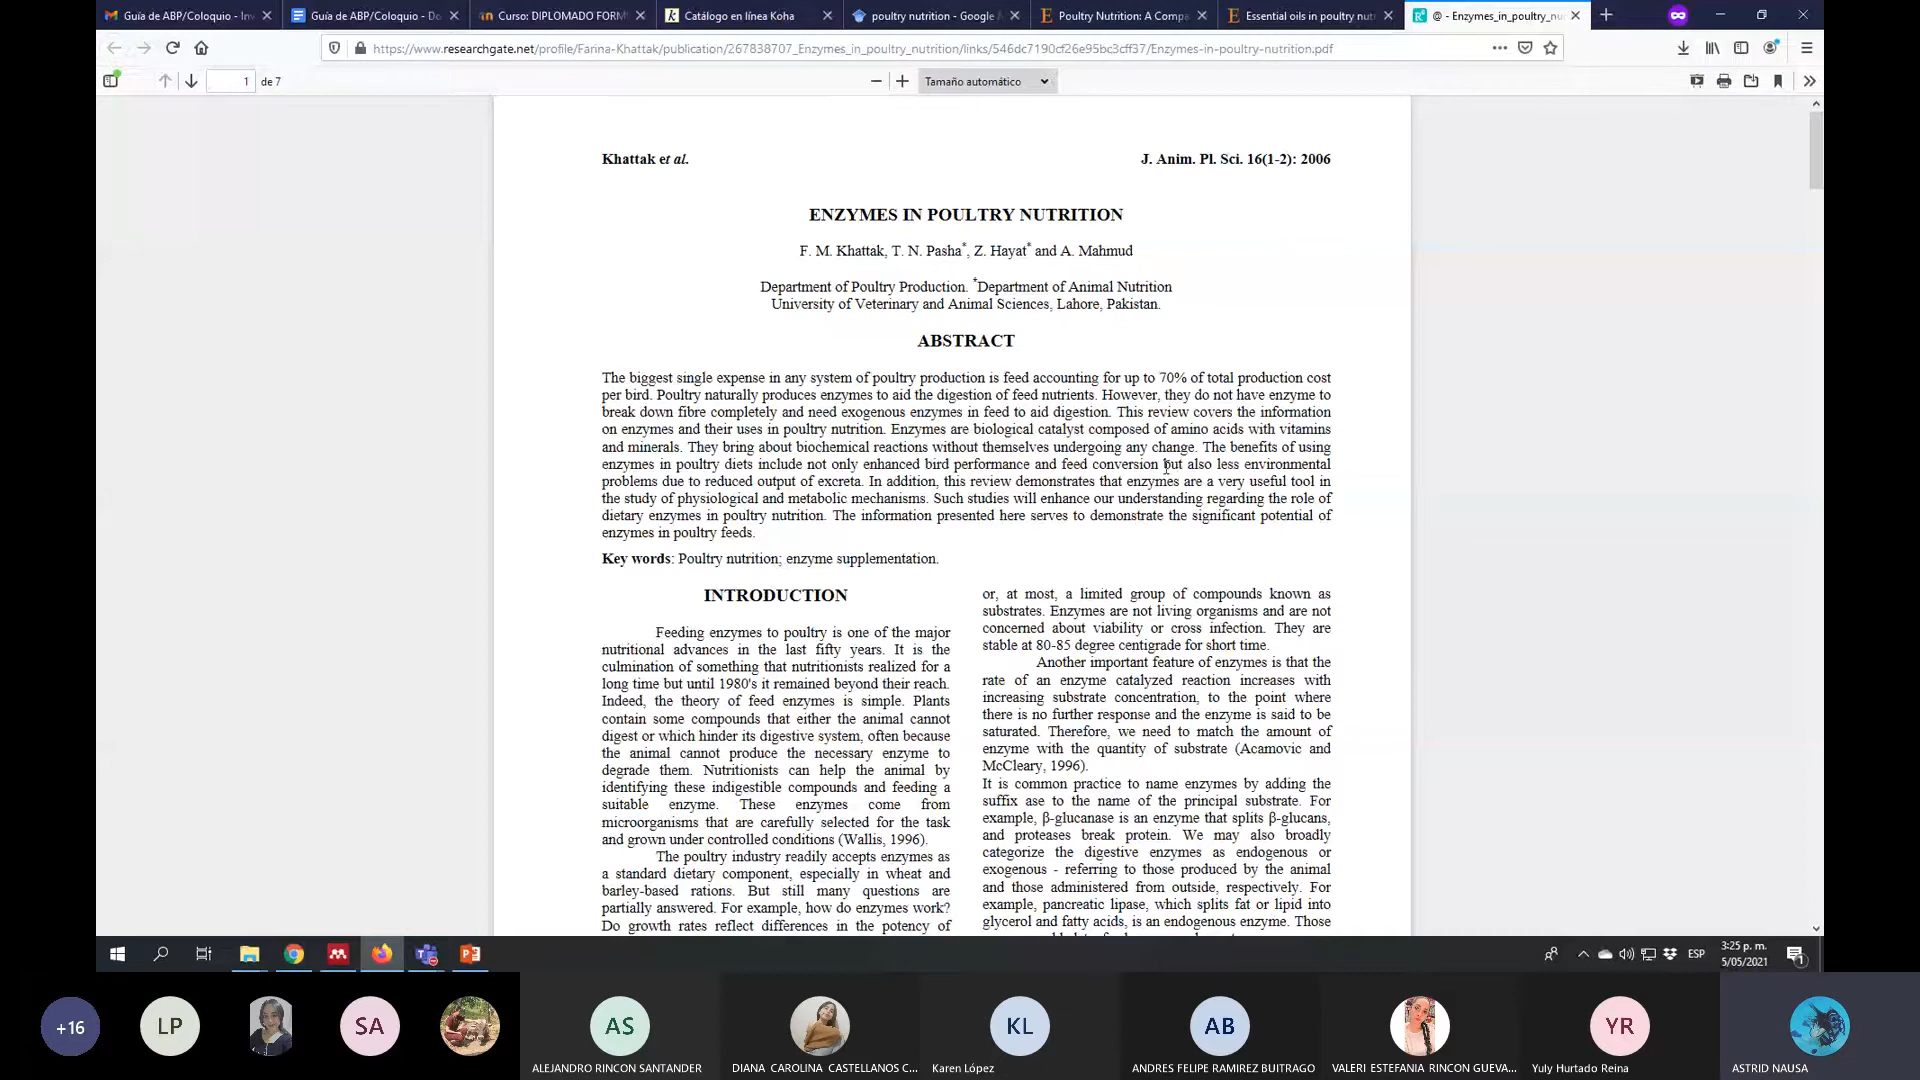 Guía de ABP/Coloquio - Inv
Guía de ABP/Coloquio - Do
Curso: DIPLOMADO FORM
Catálogo en línea Koha
poultry nutrition - Google A
Poultry Nutrition: A Compa
Essential oils in poultry nut
@ - Enzymes_in_poultry_nu
https://www.researchgate.net/profile/Farina-Khattak/publication/267838707_Enzymes_in_poultry_nutrition/links/546dc7190cf26e95bc3cff37/Enzymes-in-poultry-nutrition.pdf
1 de 7
Tamaño automático
Khattak et al.
J. Anim. Pl. Sci. 16(1-2): 2006
ENZYMES IN POULTRY NUTRITION
F. M. Khattak, T. N. Pasha*, Z. Hayat* and A. Mahmud
Department of Poultry Production. *Department of Animal Nutrition
University of Veterinary and Animal Sciences, Lahore, Pakistan.
ABSTRACT
The biggest single expense in any system of poultry production is feed accounting for up to 70% of total production cost
per bird. Poultry naturally produces enzymes to aid the digestion of feed nutrients. However, they do not have enzyme to
break down fibre completely and need exogenous enzymes in feed to aid digestion. This review covers the information
on enzymes and their uses in poultry nutrition. Enzymes are biological catalyst composed of amino acids with vitamins
and minerals. They bring about biochemical reactions without themselves undergoing any change. The benefits of using
enzymes in poultry diets include not only enhanced bird performance and feed conversion but also less environmental
problems due to reduced output of excreta. In addition, this review demonstrates that enzymes are a very useful tool in
the study of physiological and metabolic mechanisms. Such studies will enhance our understanding regarding the role of
dietary enzymes in poultry nutrition. The information presented here serves to demonstrate the significant potential of
enzymes in poultry feeds.
Key words: Poultry nutrition; enzyme supplementation.
INTRODUCTION
Feeding enzymes to poultry is one of the major
nutritional advances in the last fifty years. It is the
culmination of something that nutritionists realized for a
long time but until 1980's it remained beyond their reach.
Indeed, the theory of feed enzymes is simple. Plants
contain some compounds that either the animal cannot
digest or which hinder its digestive system, often because
the animal cannot produce the necessary enzyme to
degrade them. Nutritionists can help the animal by
identifying these indigestible compounds and feeding a
suitable enzyme. These enzymes come from
microorganisms that are carefully selected for the task
and grown under controlled conditions (Wallis, 1996).
The poultry industry readily accepts enzymes as
a standard dietary component, especially in wheat and
barley-based rations. But still many questions are
partially answered. For example, how do enzymes work?
Do growth rates reflect differences in the potency of
or, at most, a limited group of compounds known as
substrates. Enzymes are not living organisms and are not
concerned about viability or cross infection. They are
stable at 80-85 degree centigrade for short time.
Another important feature of enzymes is that the
rate of an enzyme catalyzed reaction increases with
increasing substrate concentration, to the point where
there is no further response and the enzyme is said to be
saturated. Therefore, we need to match the amount of
enzyme with the quantity of substrate (Acamovic and
McCleary, 1996).
It is common practice to name enzymes by adding the
suffix ase to the name of the principal substrate. For
example, β-glucanase is an enzyme that splits β-glucans,
and proteases break protein. We may also broadly
categorize the digestive enzymes as endogenous or
exogenous - referring to those produced by the animal
and those administered from outside, respectively. For
example, pancreatic lipase, which splits fat or lipid into
glycerol and fatty acids, is an endogenous enzyme. Those
ESP
3:25 p. m.
5/05/2021
1
+16
LP
SA
AS
KL
AB
YR
ALEJANDRO RINCON SANTANDER
DIANA CAROLINA CASTELLANOS C...
Karen López
ANDRES FELIPE RAMIREZ BUITRAGO
VALERI ESTEFANIA RINCON GUEVA...
Yuly Hurtado Reina
ASTRID NAUSA